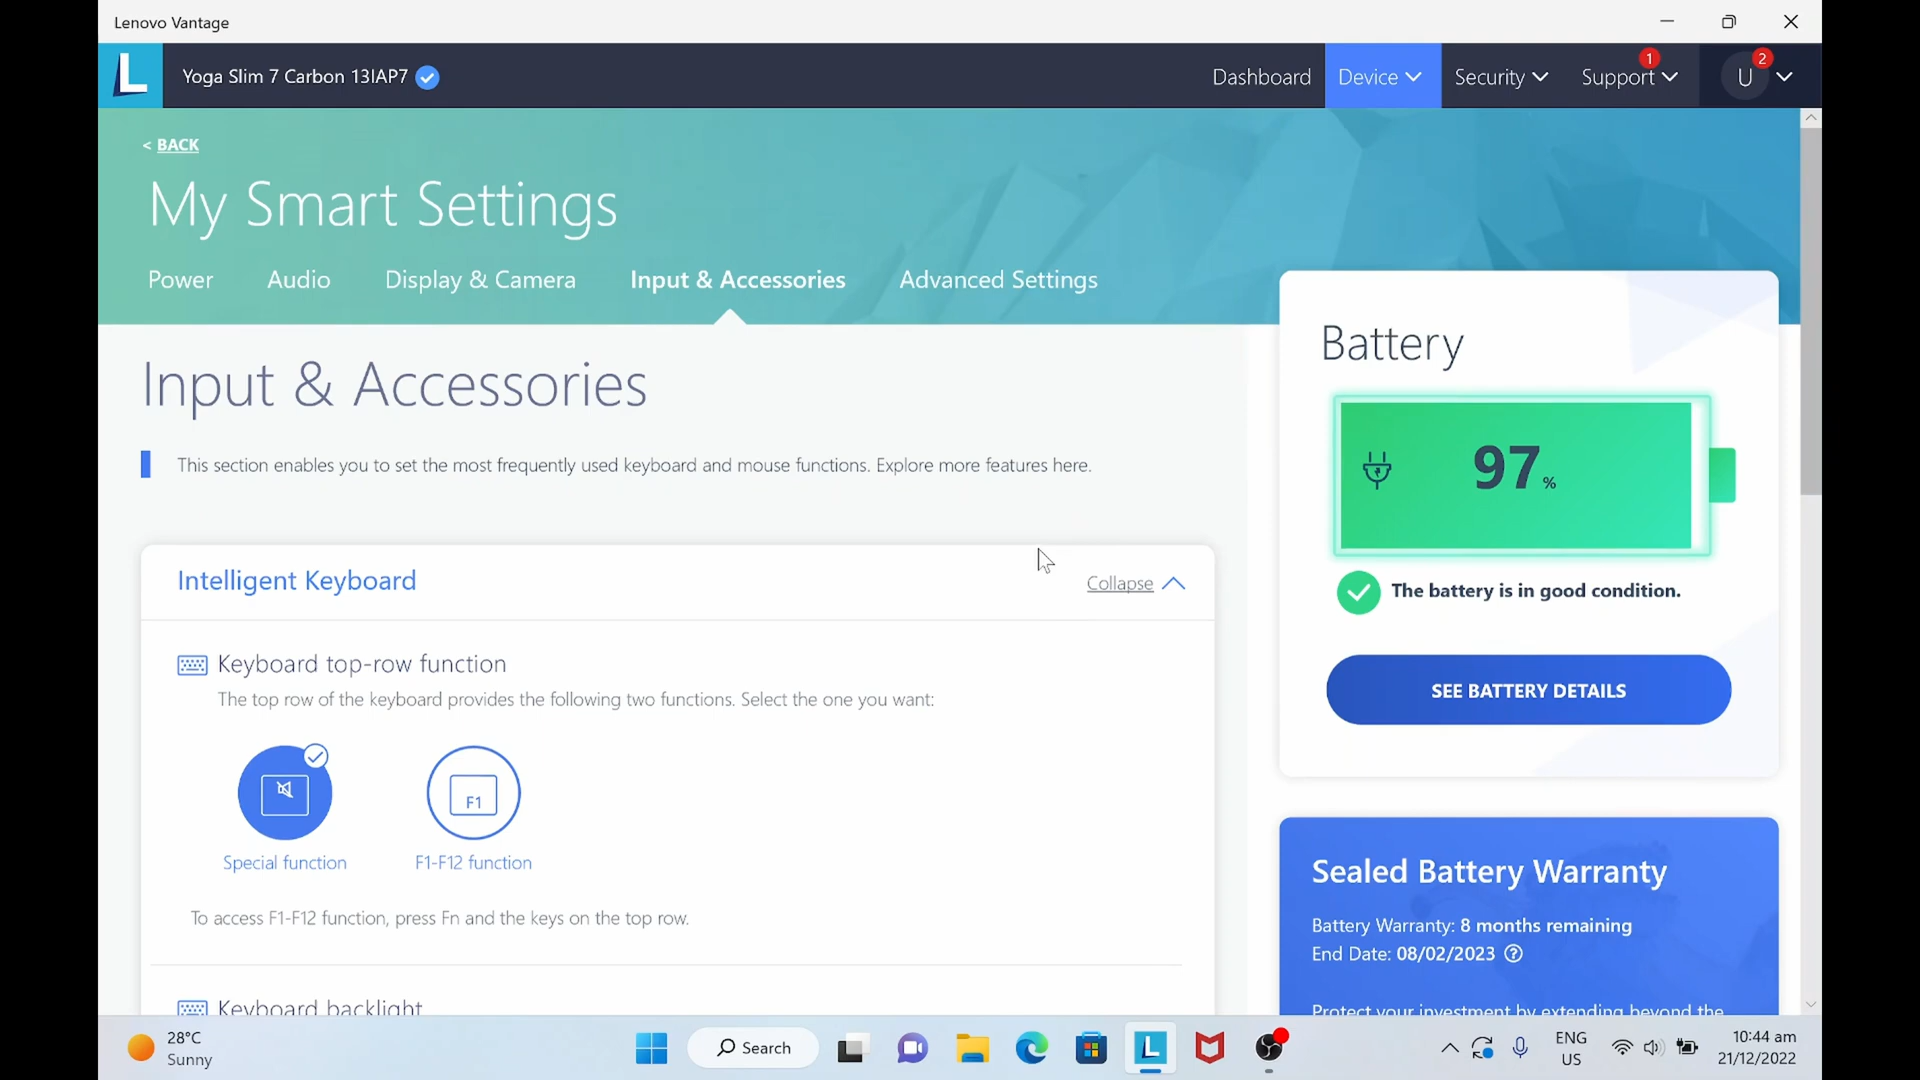 Lenovo Vantage
L
Yoga Slim 7 Carbon 13IAP7
Dashboard
Device
Security
Support
1
U
2
< BACK
My Smart Settings
Power
Audio
Display & Camera
Input & Accessories
Advanced Settings
Input & Accessories
This section enables you to set the most frequently used keyboard and mouse functions. Explore more features here.
Intelligent Keyboard
Collapse
Keyboard top-row function
The top row of the keyboard provides the following two functions. Select the one you want:
F1
Special function
F1-F12 function
To access F1-F12 function, press Fn and the keys on the top row.
Keyboard backlight
Battery
97%
The battery is in good condition.
SEE BATTERY DETAILS
Sealed Battery Warranty
Battery Warranty: 8 months remaining
End Date: 08/02/2023
Protect your investment by extending beyond the
28°C
Sunny
Search
L
ENG
US
10:44 am
21/12/2022